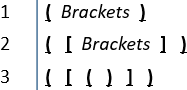 1 ( Brackets )
2 ( [ Brackets ] )
3 ( [ ( ) ] )